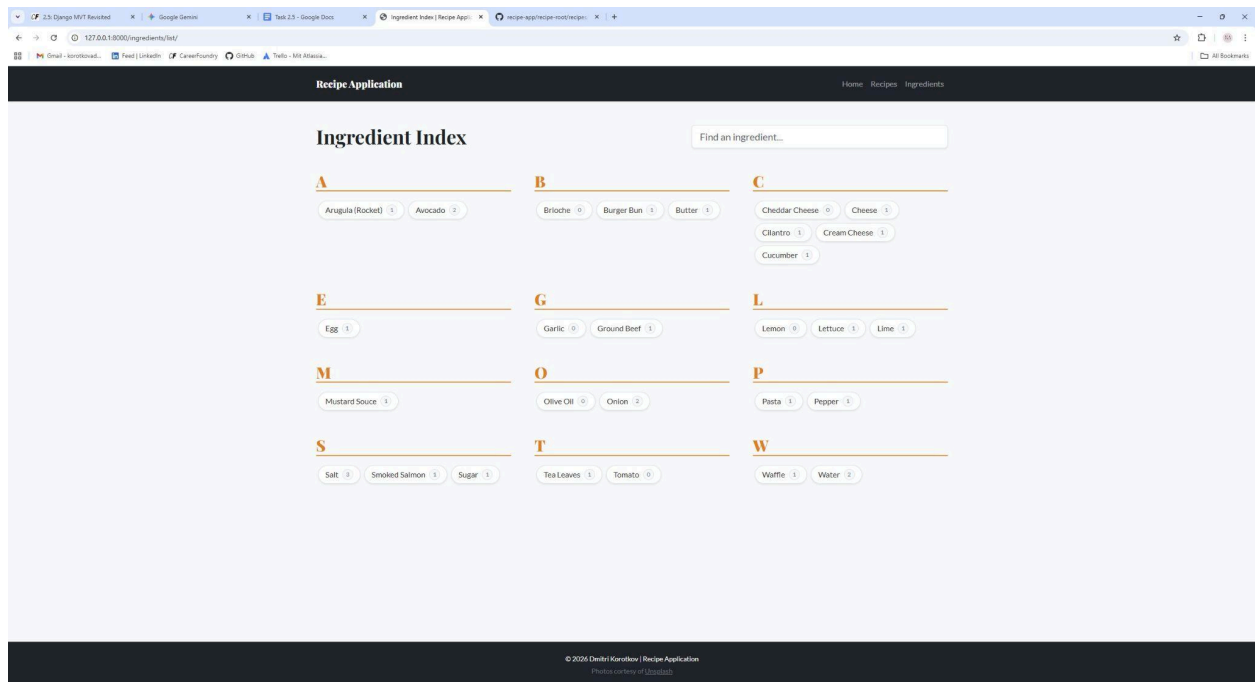 2.5: Django MVT Revisited
Google Gemini
Task 2.5 - Google Docs
Ingredient Index | Recipe Applic
recipe-app/recipe-root/recipe
127.0.0.1:8000/ingredients/list/
Gmail - korotkovad...
Feed | LinkedIn
CareerFoundry
GitHub
Trello - Mit Atlassia...
All Bookmarks
Recipe Application
Home Recipes Ingredients
Ingredient Index
Find an ingredient...
A
Arugula (Rocket) 1 Avocado 2
B
Brioche 0 Burger Bun 1 Butter 1
C
Cheddar Cheese 0 Cheese 1
Cilantro 1 Cream Cheese 1
Cucumber 1
E
Egg 1
G
Garlic 0 Ground Beef 1
L
Lemon 0 Lettuce 1 Lime 1
M
Mustard Souce 1
O
Olive Oil 0 Onion 2
P
Pasta 1 Pepper
S
Salt 3 Smoked Salmon 1 Sugar 1
T
Tea Leaves 1 Tomato 0
W
Waffle 1 Water 2
© 2026 Dmitri Korotkov | Recipe Application
Photos cortesy of Unsplash